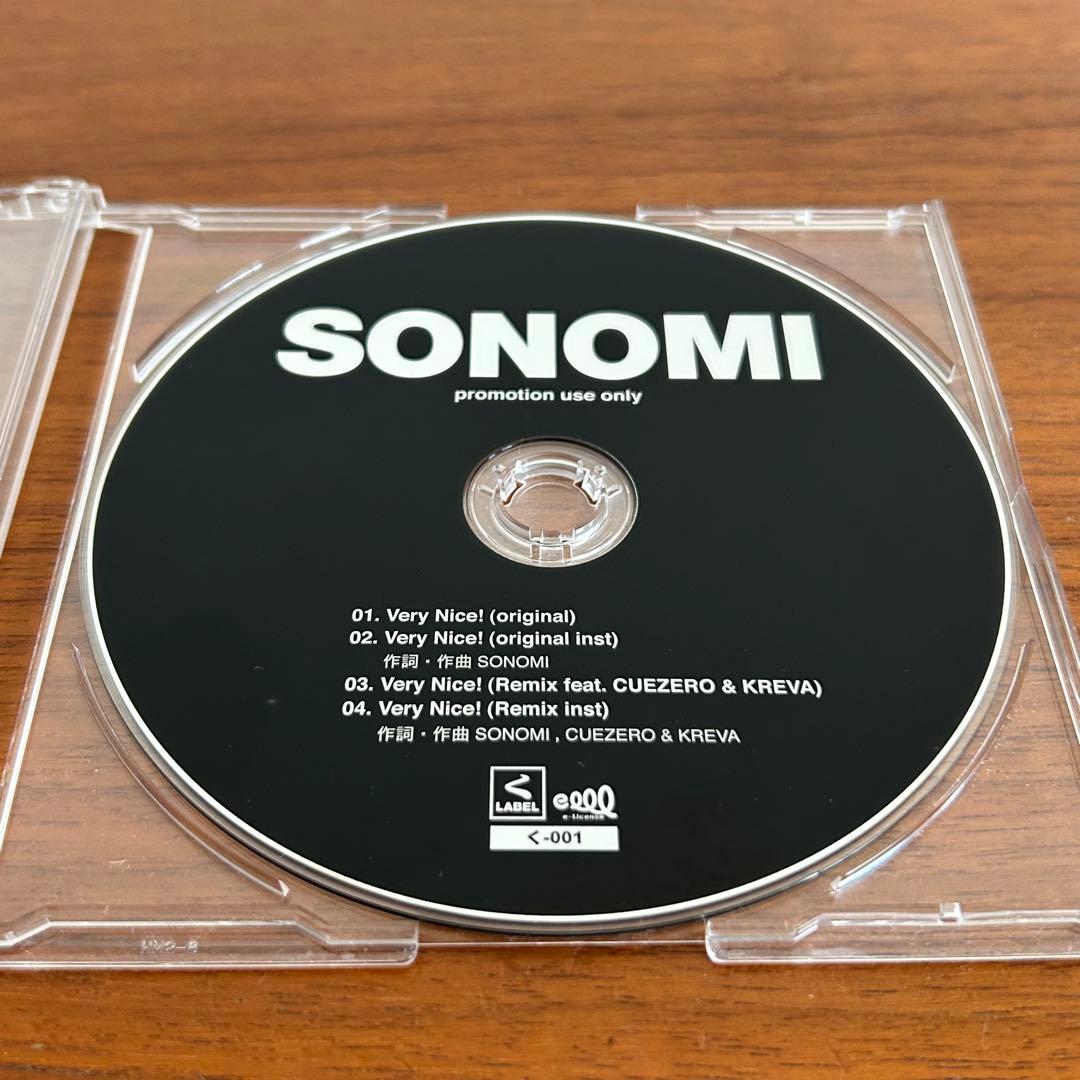 SONOMI
promotion use only
01. Very Nice! (original)
02. Very Nice! (original inst)
作詞・作曲 SONOMI
03. Very Nice! (Remix feat. CUEZERO & KREVA)
04. Very Nice! (Remix inst)
作詞・作曲 SONOMI , CUEZERO & KREVA
く
LABEL
e-License
く-001